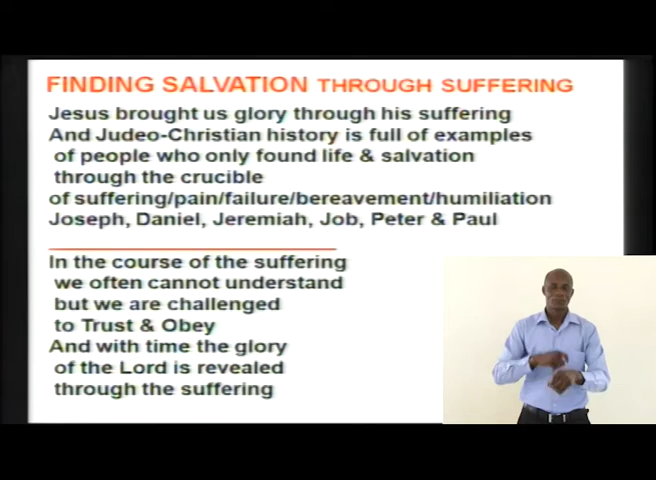 FINDING SALVATION THROUGH SUFFERING
Jesus brought us glory through his suffering
And Judeo-Christian history is full of examples
of people who only found life & salvation
through the crucible
of suffering/pain/failure/bereavement/humiliation
Joseph, Daniel, Jeremiah, Job, Peter & Paul
In the course of the suffering
we often cannot understand
but we are challenged
to Trust & Obey
And with time the glory
of the Lord is revealed
through the suffering